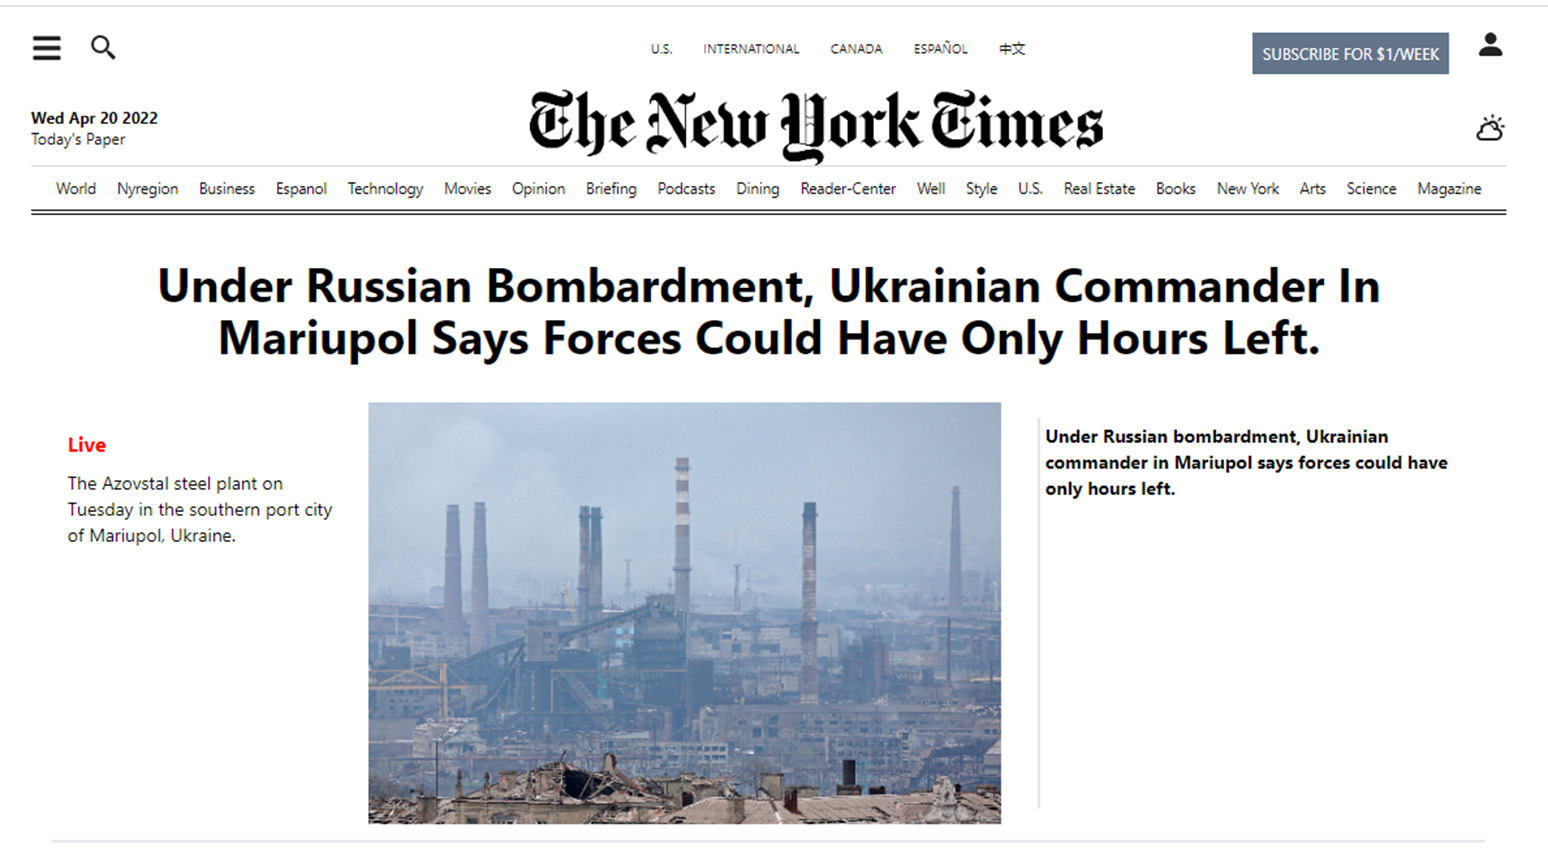 U.S. INTERNATIONAL CANADA ESPAÑOL 中文
SUBSCRIBE FOR $1/WEEK
Wed Apr 20 2022
Today's Paper
The New York Times
World Nyregion Business Espanol Technology Movies Opinion Briefing Podcasts Dining Reader-Center Well Style U.S. Real Estate Books New York Arts Science Magazine
Under Russian Bombardment, Ukrainian Commander In
Mariupol Says Forces Could Have Only Hours Left.
Live
The Azovstal steel plant on
Tuesday in the southern port city
of Mariupol, Ukraine.
Under Russian bombardment, Ukrainian
commander in Mariupol says forces could have
only hours left.